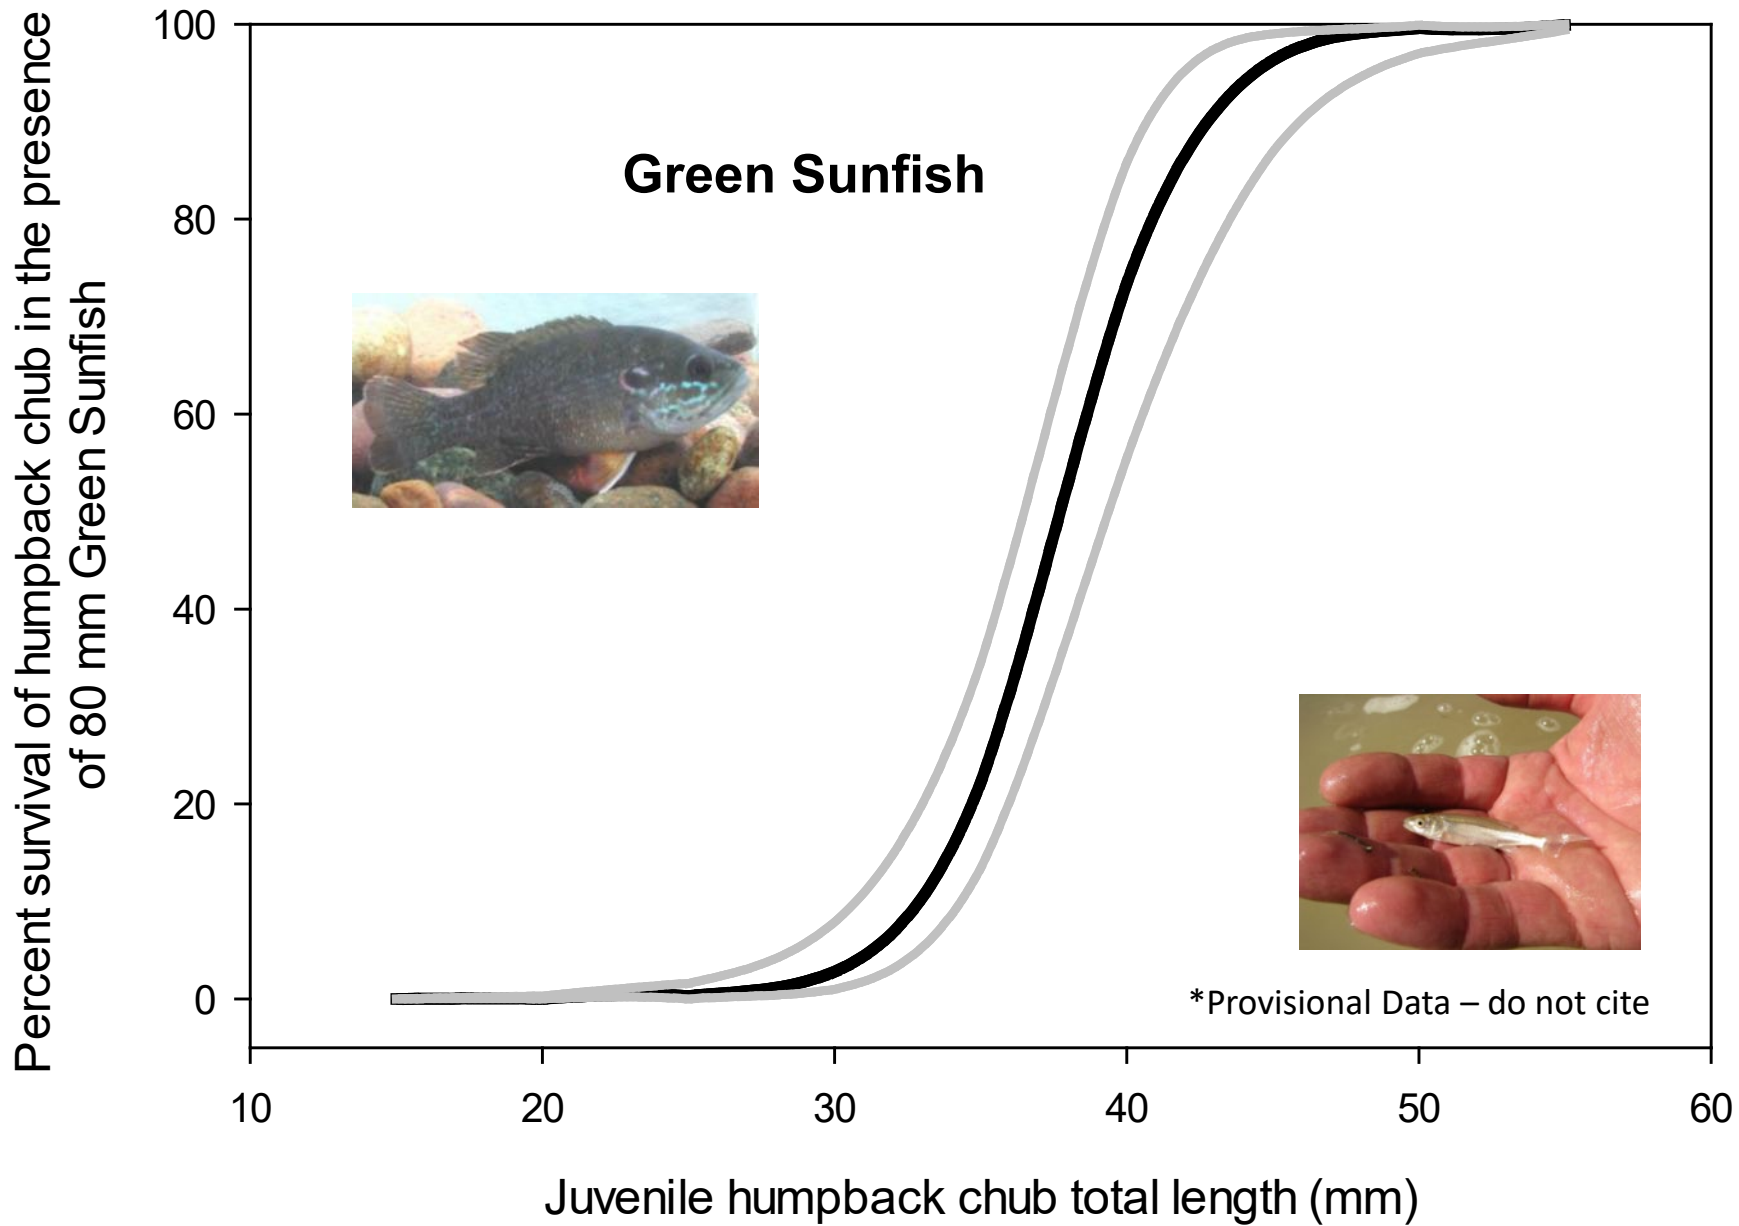 Percent survival of humpback chub in the presence
of 80 mm Green Sunfish
100
80
60
40
20
0
Green Sunfish
*Provisional Data – do not cite
10 20 30 40 50 60
Juvenile humpback chub total length (mm)